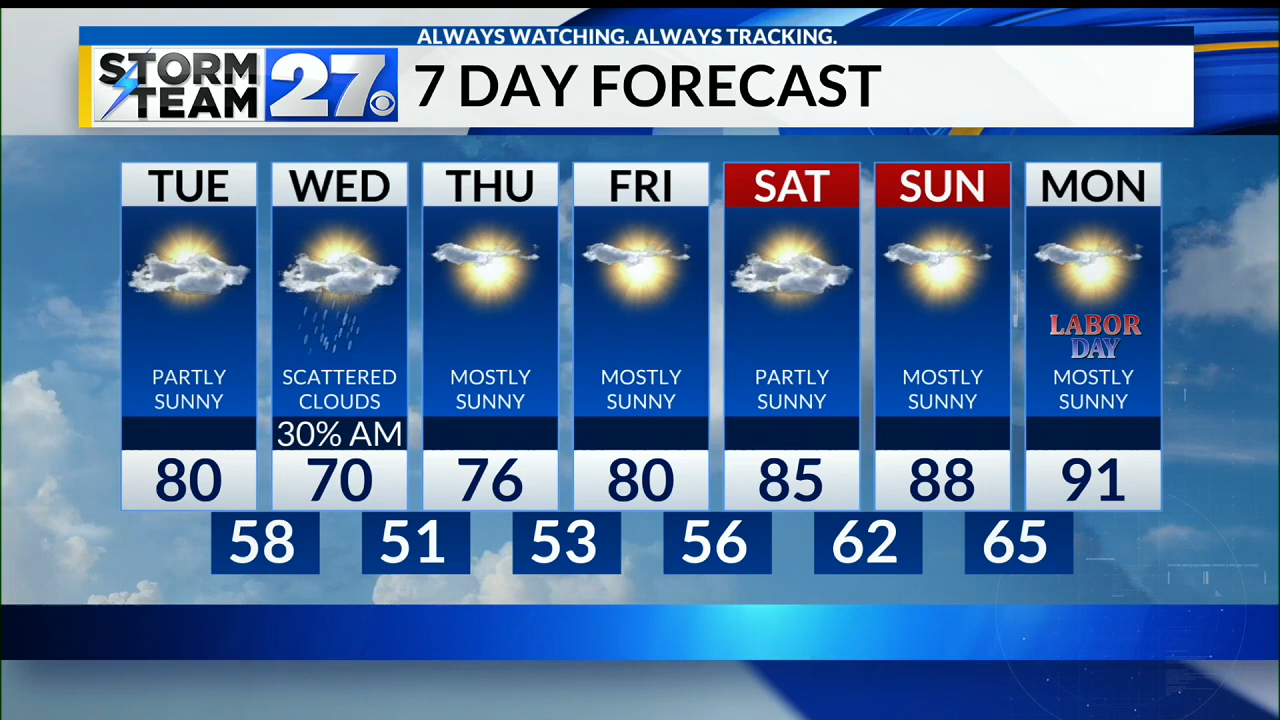 ALWAYS WATCHING. ALWAYS TRACKING.
STORM
TEAM
27
7 DAY FORECAST
TUE WED THU FRI SAT SUN MON
LABOR
DAY
PARTLY SCATTERED MOSTLY MOSTLY PARTLY MOSTLY MOSTLY
SUNNY CLOUDS SUNNY SUNNY SUNNY SUNNY SUNNY
30% AM
80 70 76 80 85 88 91
58 51 53 56 62 65